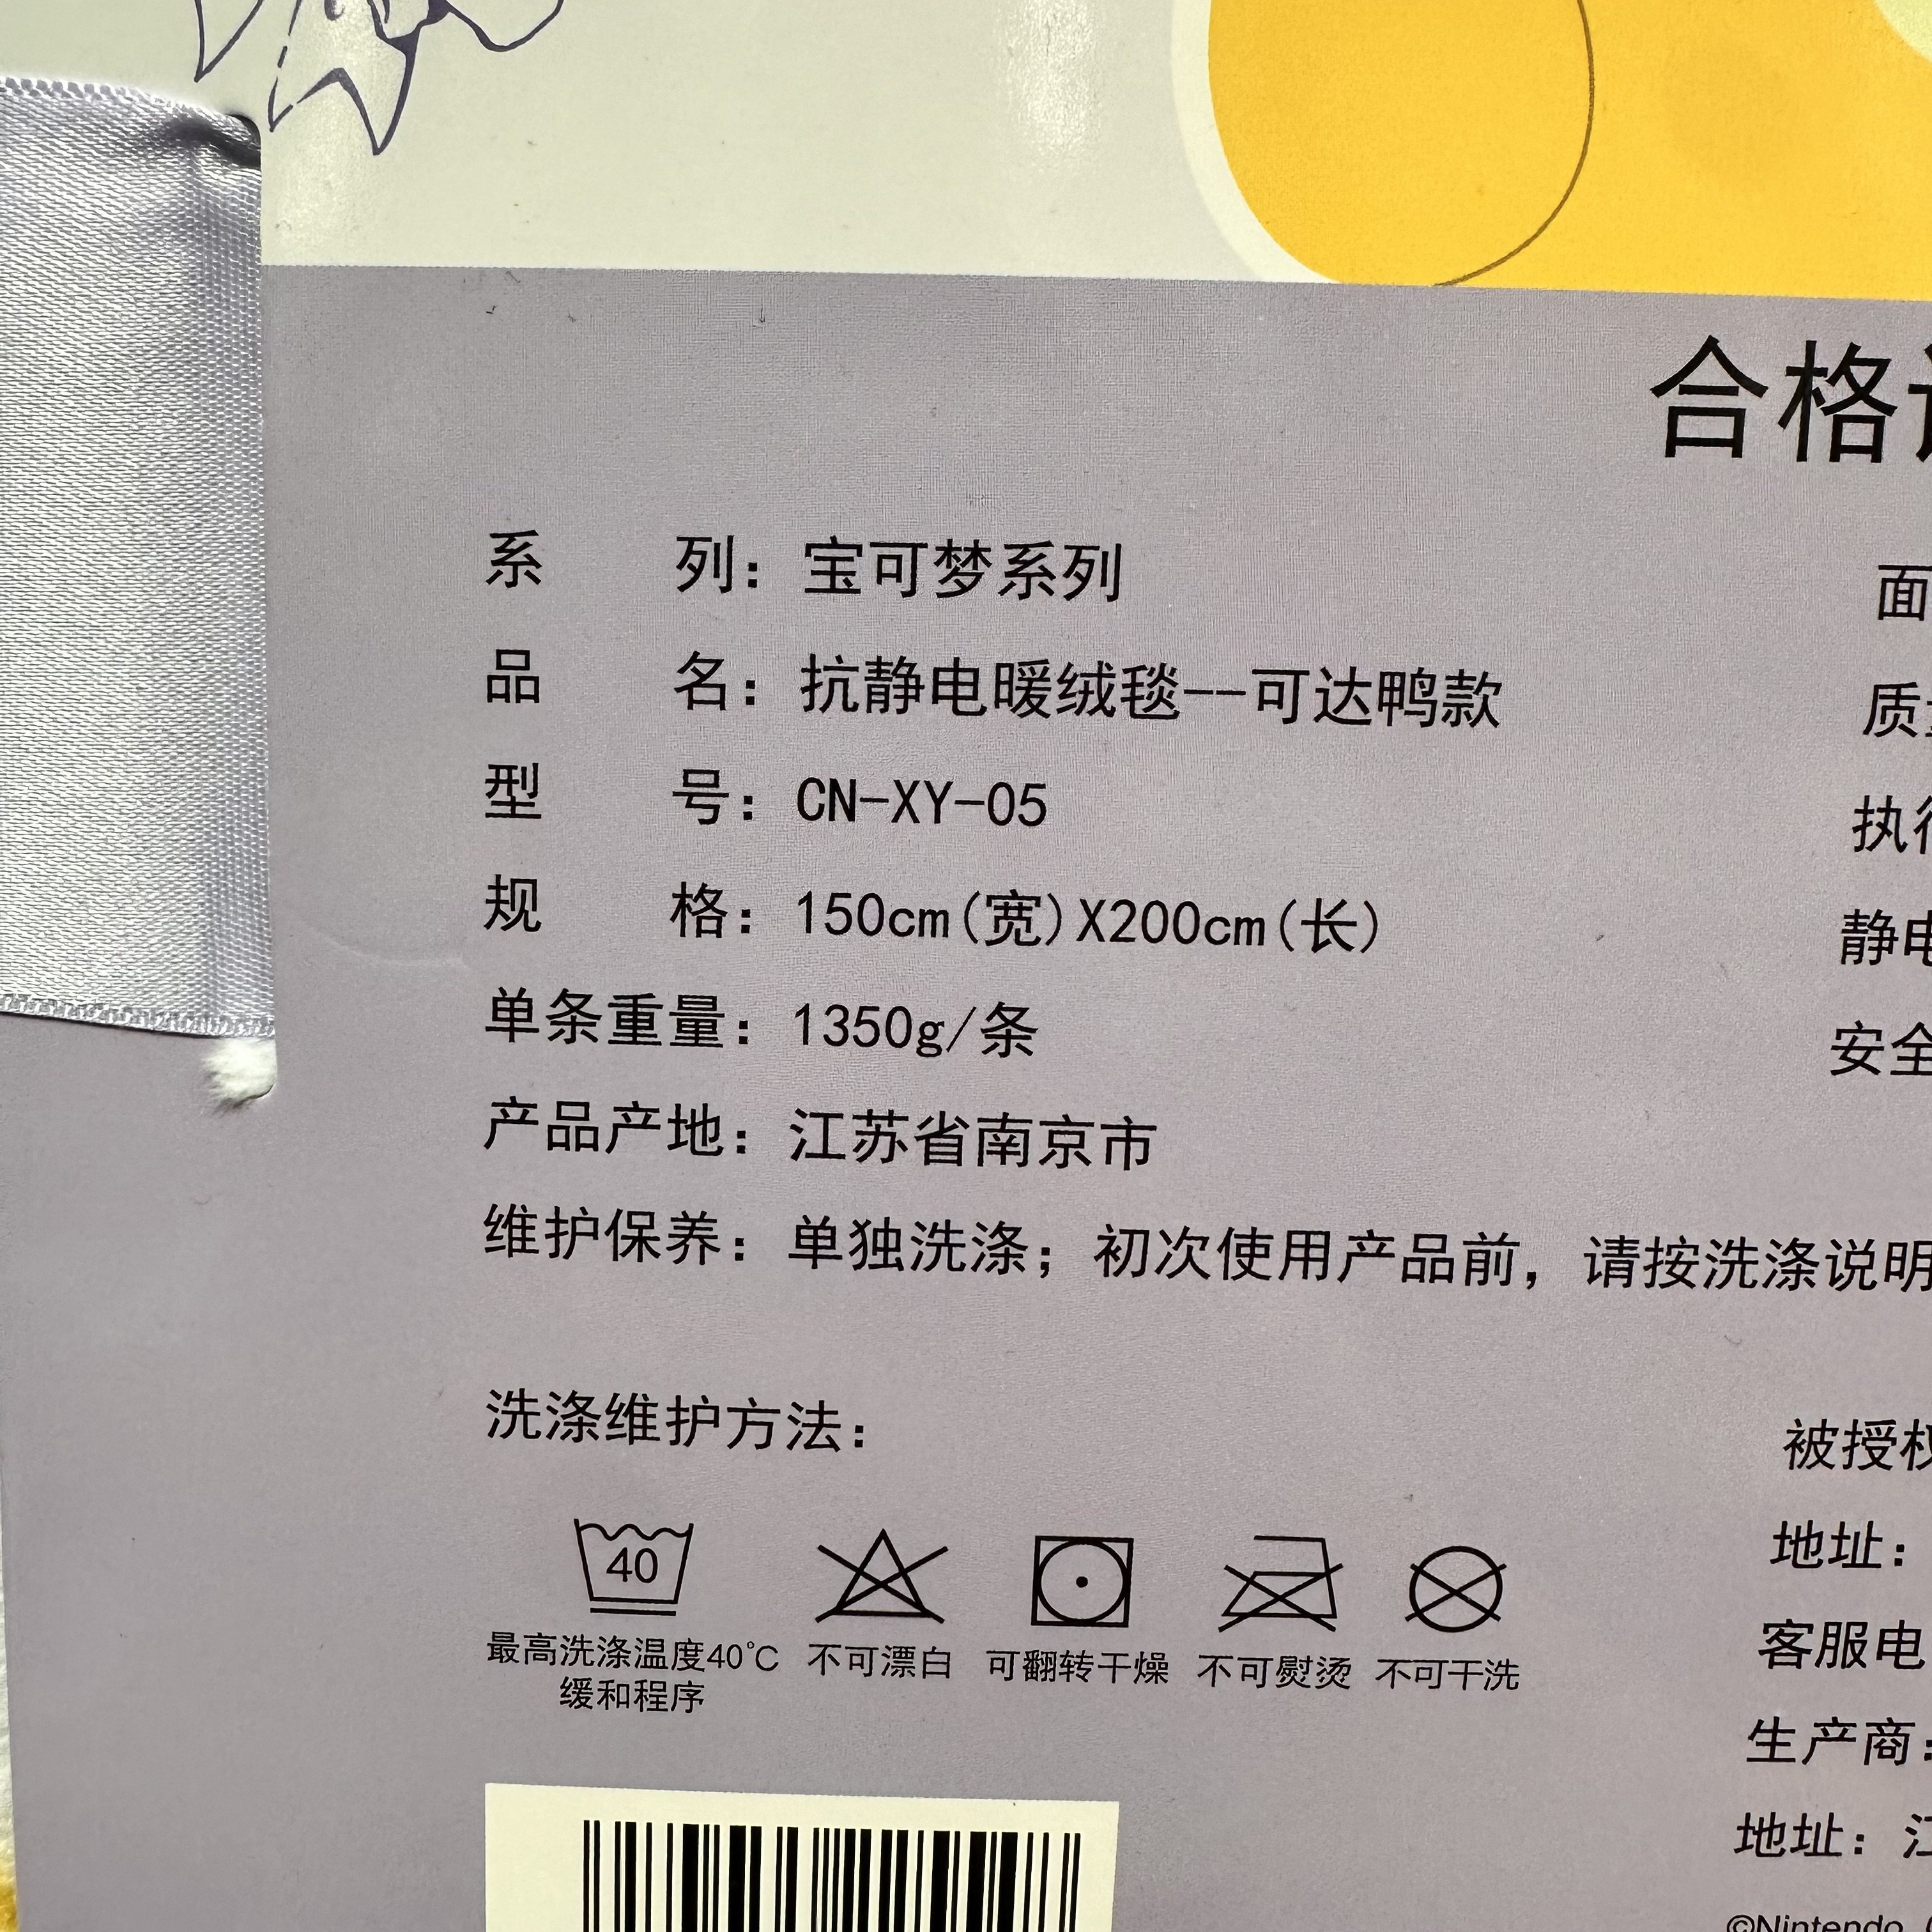 合格
系 列：宝可梦系列
品 名：抗静电暖绒毯--可达鸭款
型 号：CN-XY-05
规 格：150cm(宽)X200cm(长)
单条重量：1350g/条
产品产地：江苏省南京市
维护保养：单独洗涤；初次使用产品前，请按洗涤说明
面
质
执
静
安全
洗涤维护方法：
40
最高洗涤温度40℃
缓和程序
不可漂白
可翻转干燥
不可熨烫
不可干洗
被授
地址：
客服电
生产商：
地址：
©Nintendo